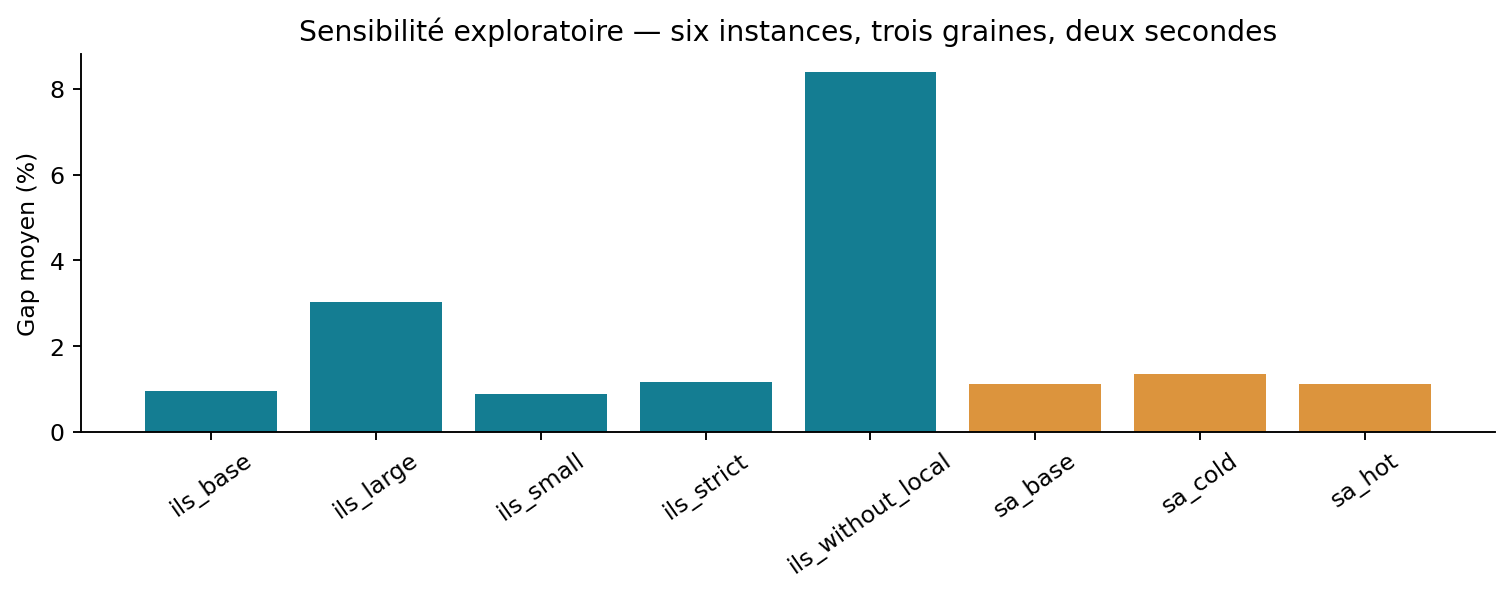 Sensibilité exploratoire — six instances, trois graines, deux secondes
Gap moyen (%)
8
6
4
2
0
ils_base
ils_large
ils_small
ils_strict
ils_without_local
sa_base
sa_cold
sa_hot